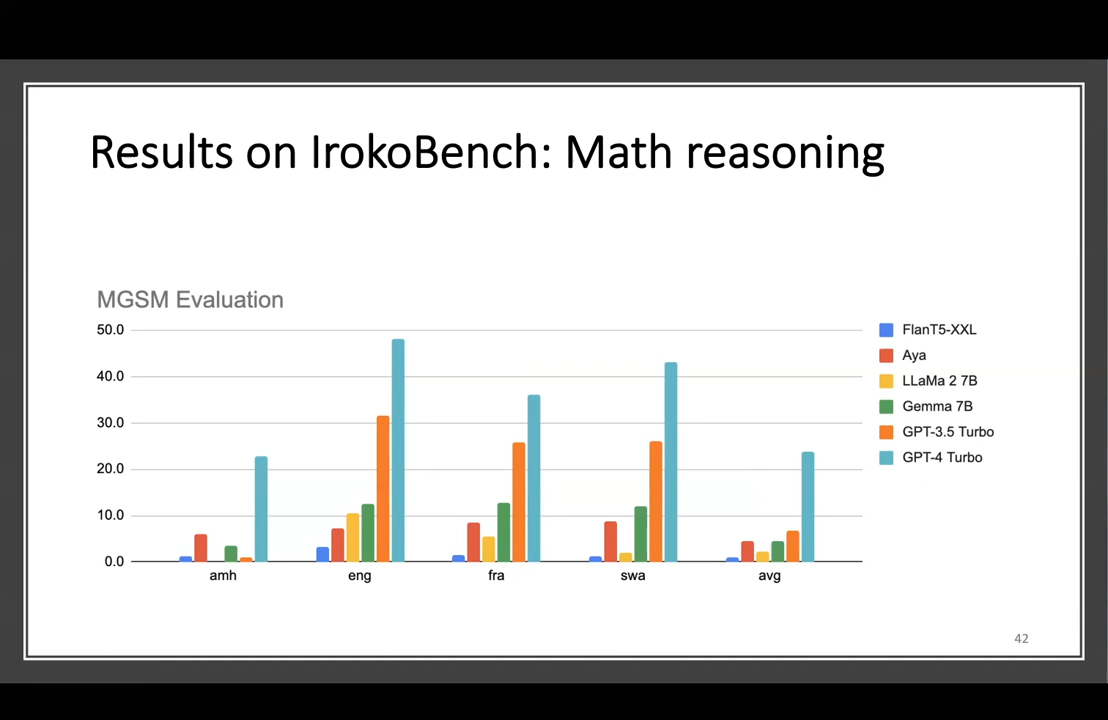 Results on IrokoBench: Math reasoning
MGSM Evaluation
50.0
40.0
30.0
20.0
10.0
0.0
amh
eng
fra
swa
avg
FlanT5-XXL
Aya
LLaMa 2 7B
Gemma 7B
GPT-3.5 Turbo
GPT-4 Turbo
42